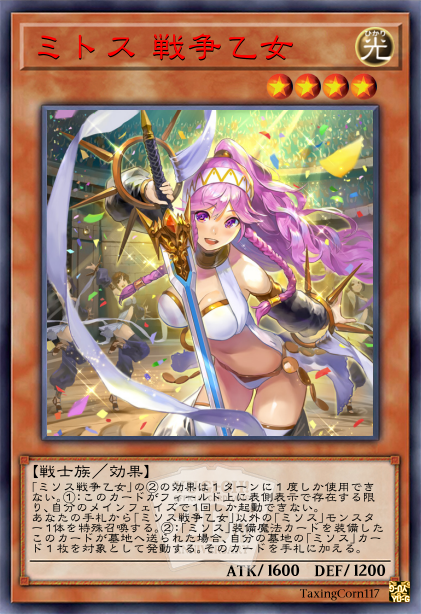 ミトス 戦争乙女
ひかり
光
【戦士族／効果】
「ミソス戦争乙女」の②の効果は１ターンに１度しか使用でき
ない。①：このカードがフィールド上に表側表示で存在する限
り、自分のメインフェイズで1回しか起動できない。
あなたの手札から「ミソス戦争乙女」以外の「ミソス」モンスタ
ー1体を特殊召喚する。②：「ミソス」装備魔法カードを装備した
このカードが墓地へ送られた場合、自分の墓地の「ミソス」カー
ド１枚を対象として発動する。そのカードを手札に加える。
ATK/1600 DEF/1200
TaxingCorn117